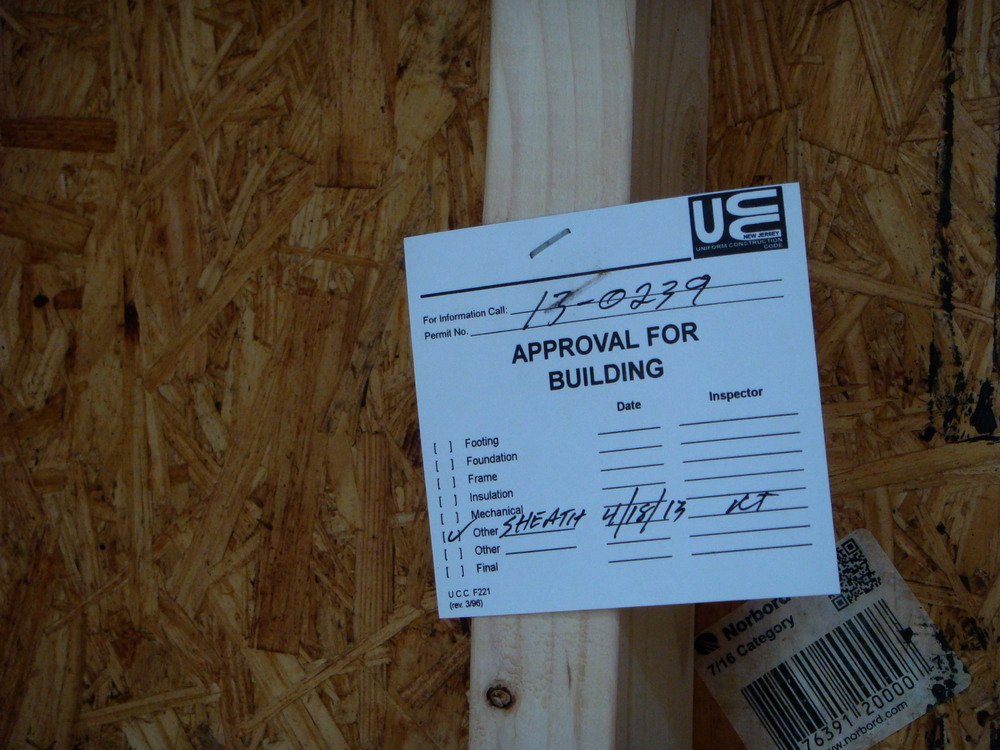 UCC
NEW JERSEY
UNIFORM CONSTRUCTION
CODE
For Information Call:
Permit No. 13-0239
APPROVAL FOR
BUILDING
Date Inspector
[ ] Footing
[ ] Foundation
[ ] Frame
[ ] Insulation
[ ] Mechanical
[✓] Other SHEATH 4/18/13
[ ] Other
[ ] Final
U.C.C. F221
(rev. 3/96)
Norbord
7/16 Category
76391 20000
www.norbord.com